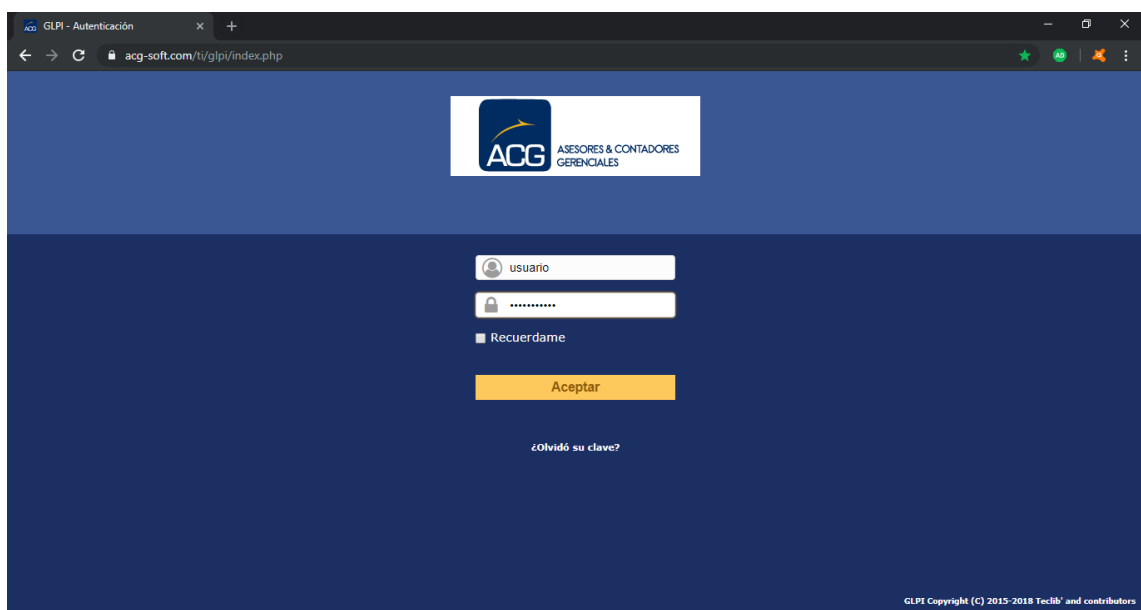 GLPI - Autenticación
acg-soft.com/ti/glpi/index.php
ACG
ASESORES & CONTADORES
GERENCIALES
usuario
Recuerdame
Aceptar
¿Olvidó su clave?
GLPI Copyright (C) 2015-2018 Teclib' and contributors